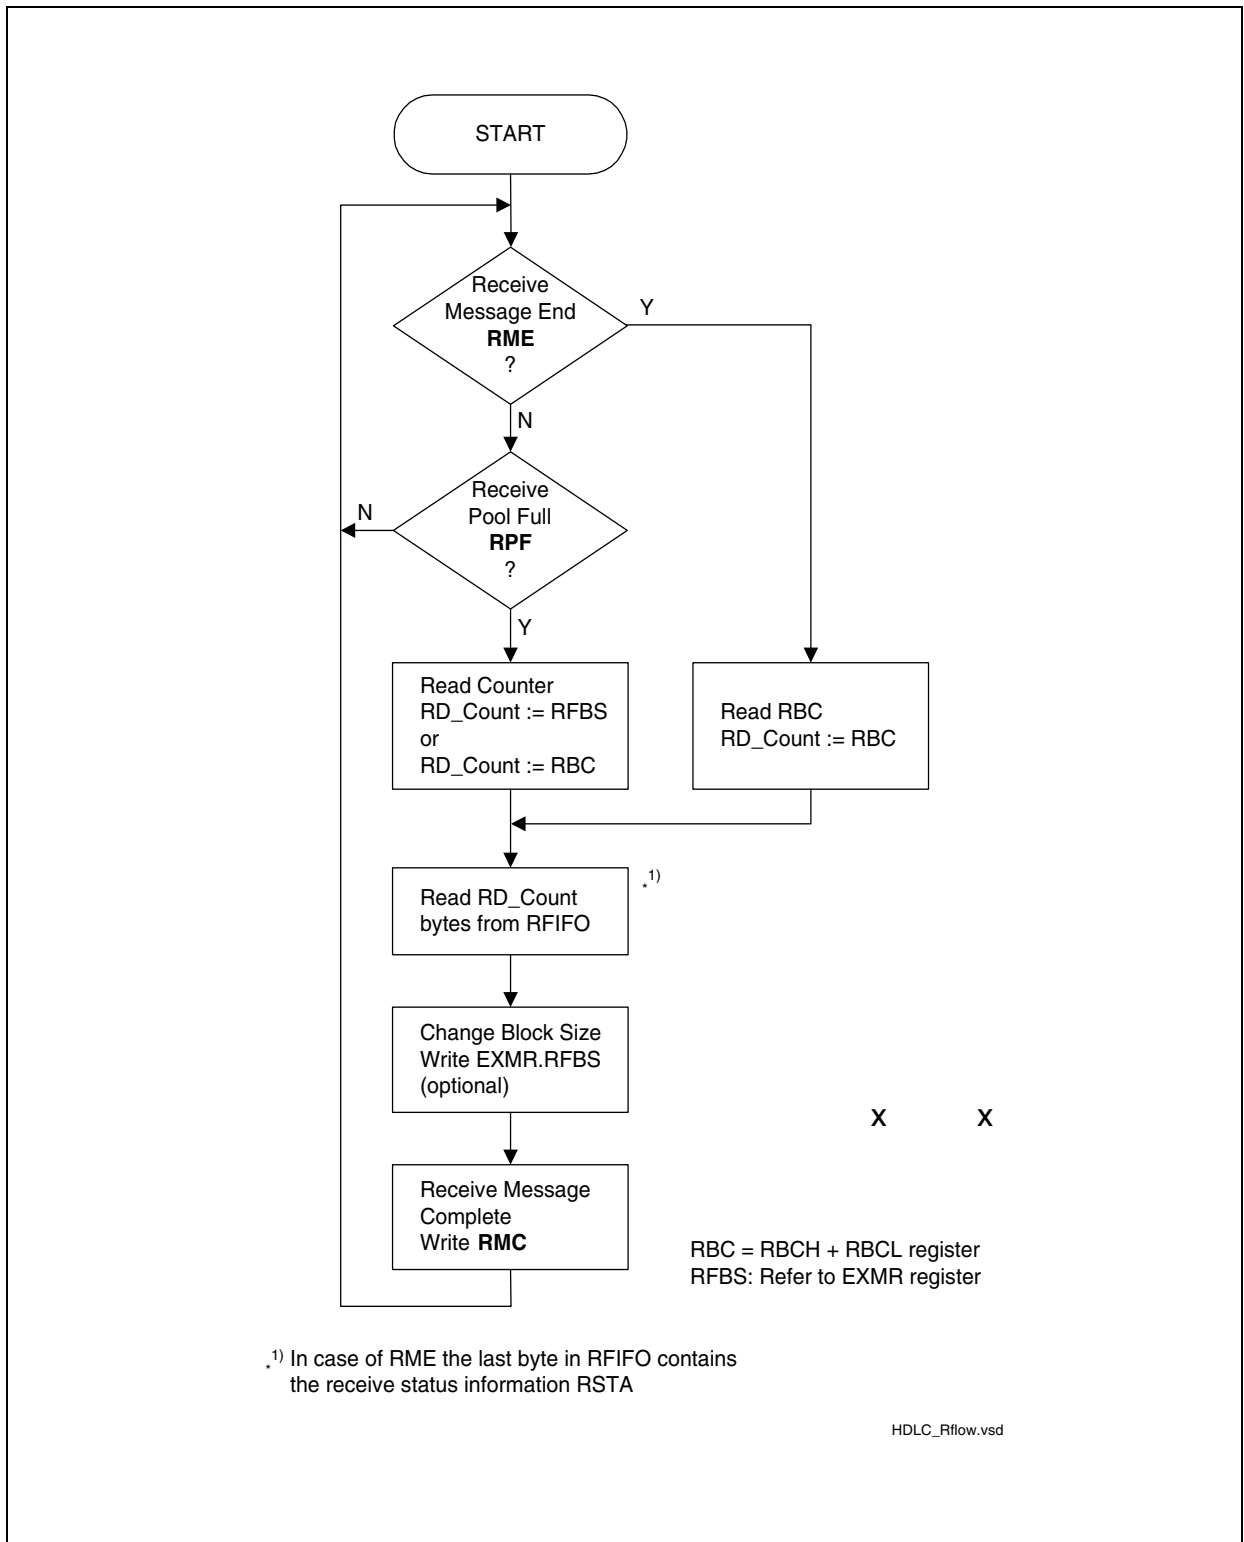 START
Receive
Message End
RME
?
Y
N
Receive
Pool Full
RPF
?
N
Y
Read Counter
RD_Count := RFBS
or
RD_Count := RBC
Read RBC
RD_Count := RBC
Read RD_Count
bytes from RFIFO
*1)
Change Block Size
Write EXMR.RFBS
(optional)
x x
Receive Message
Complete
Write RMC
RBC = RBCH + RBCL register
RFBS: Refer to EXMR register
*1) In case of RME the last byte in RFIFO contains
the receive status information RSTA
HDLC_Rflow.vsd